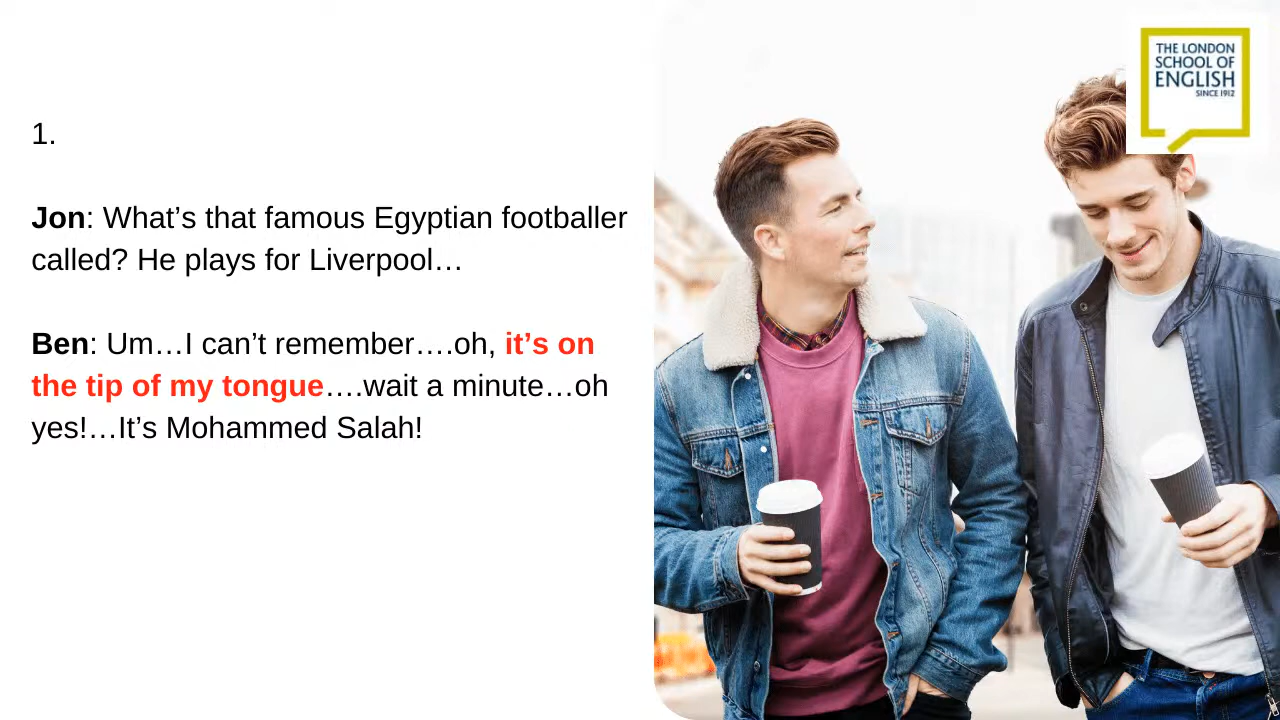 1.
Jon: What’s that famous Egyptian footballer
called? He plays for Liverpool…
Ben: Um…I can’t remember….oh, it’s on
the tip of my tongue….wait a minute…oh
yes!…It’s Mohammed Salah!
THE LONDON
SCHOOL OF
ENGLISH
SINCE 1912